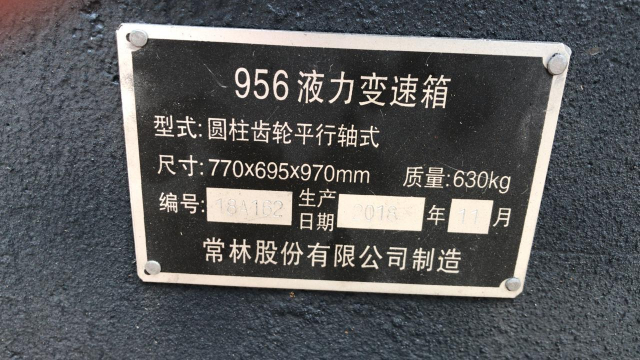 956液力变速箱
型式:圆柱齿轮平行轴式
尺寸:770x695x970mm 质量:630kg
编号: 生产日期 年 11 月
常林股份有限公司制造